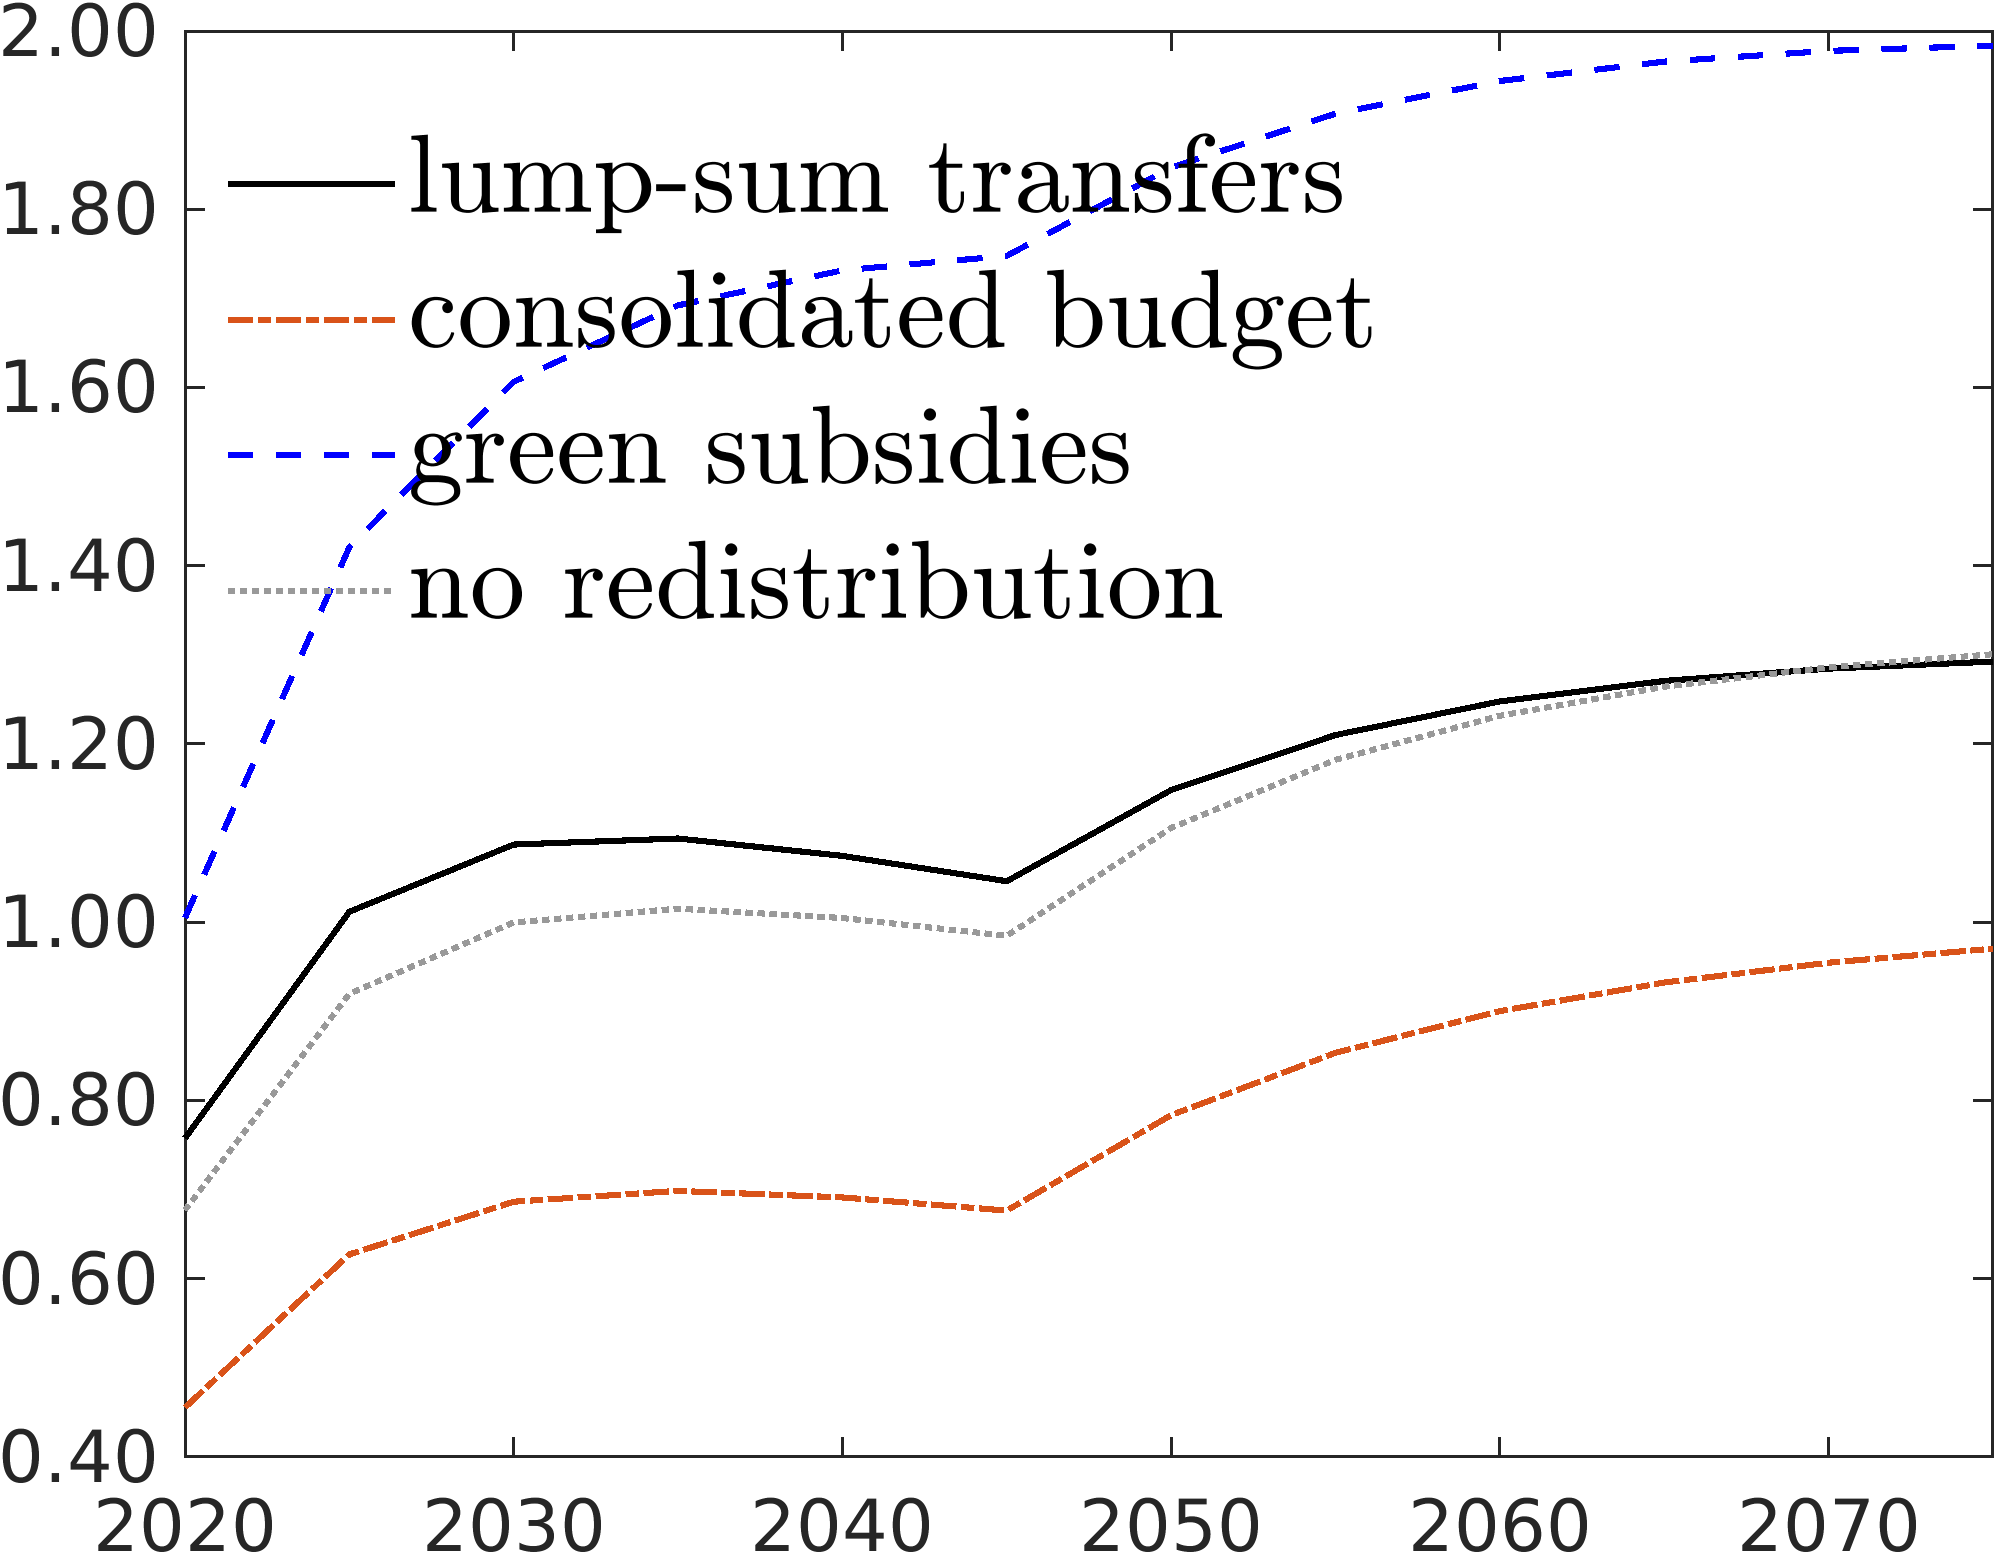 2.00
1.80
1.60
1.40
1.20
1.00
0.80
0.60
0.40
lump-sum transfers
consolidated budget
green subsidies
no redistribution
2020 2030 2040 2050 2060 2070